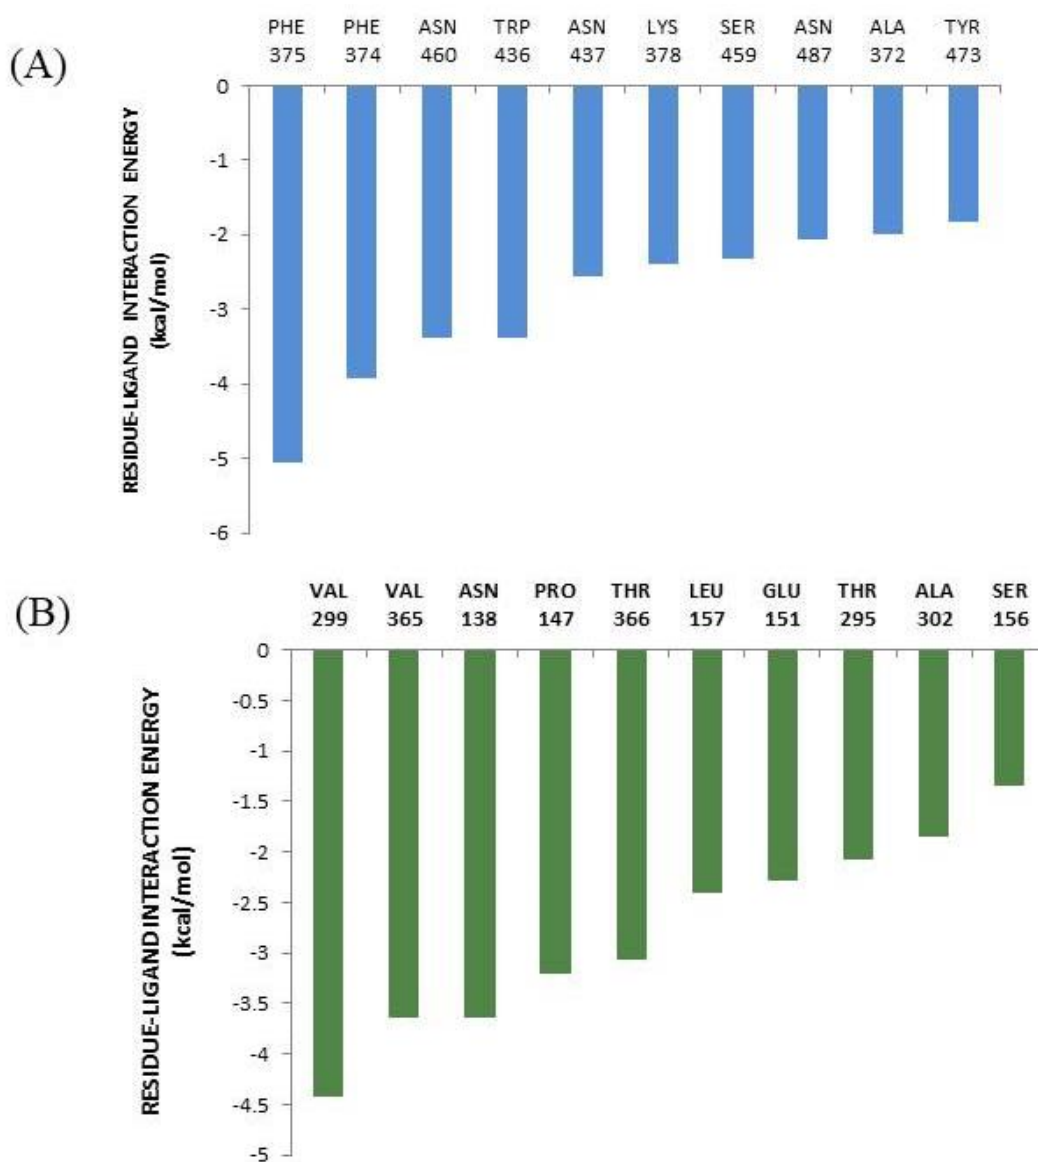 (A)
PHE PHE ASN TRP ASN LYS SER ASN ALA TYR
375 374 460 436 437 378 459 487 372 473
0
-1
-2
-3
-4
-5
-6
RESIDUE-LIGAND INTERACTION ENERGY
(kcal/mol)
(B)
VAL VAL ASN PRO THR LEU GLU THR ALA SER
299 365 138 147 366 157 151 295 302 156
0
-0.5
-1
-1.5
-2
-2.5
-3
-3.5
-4
-4.5
-5
RESIDUE-LIGAND INTERACTION ENERGY
(kcal/mol)